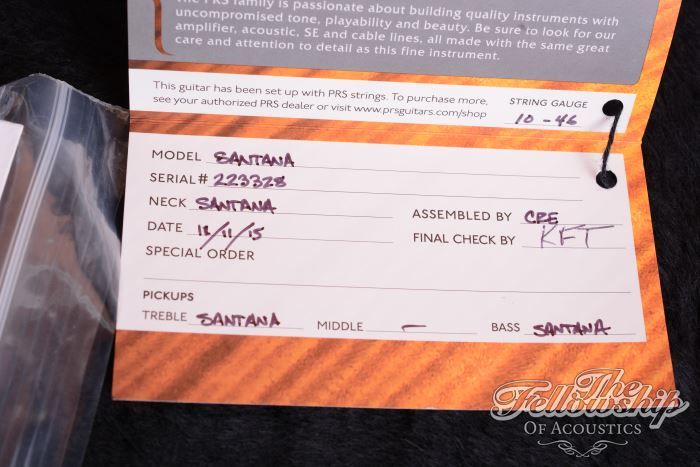 The PRS family is passionate about building quality instruments with
uncompromised tone, playability and beauty. Be sure to look for our
amplifier, acoustic, SE and cable lines, all made with the same great
care and attention to detail as this fine instrument.
This guitar has been set up with PRS strings. To purchase more,
see your authorized PRS dealer or visit www.prsguitars.com/shop
STRING GAUGE
10 - 46
MODEL SANTANA
SERIAL# 223328
NECK SANTANA
DATE 12/11/15
ASSEMBLED BY CPE
FINAL CHECK BY KFT
SPECIAL ORDER
PICKUPS
TREBLE SANTANA MIDDLE – BASS SANTANA
The
Fellowship
OF ACOUSTICS